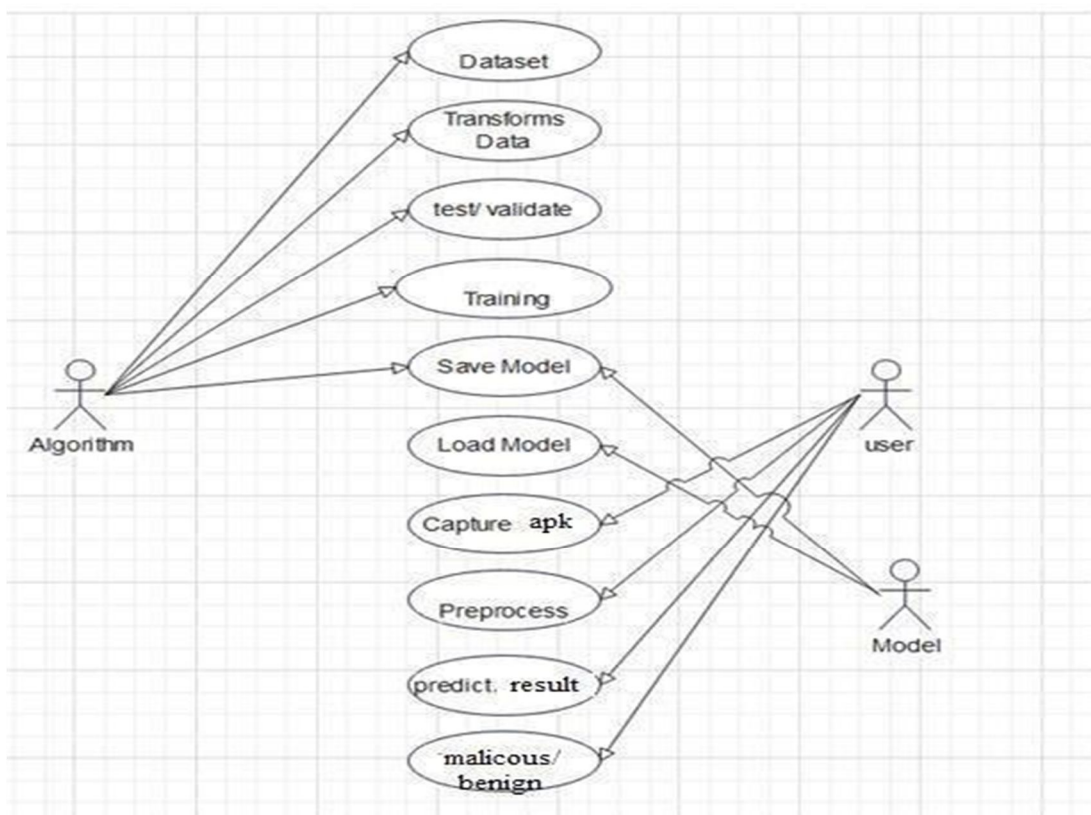 Dataset
Transforms
Data
test/ validate
Training
Save Model
Algorithm
user
Load Model
Capture apk
Preprocess
Model
predict. result
malicous/
benign